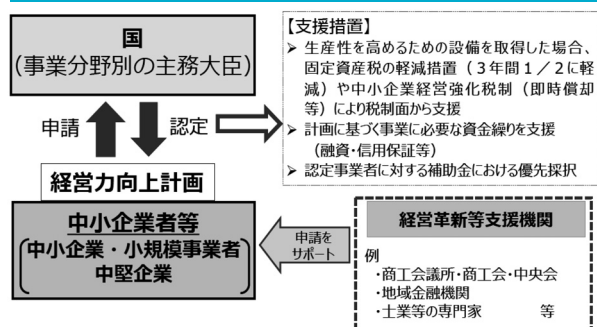 国
(事業分野別の主務大臣)
申請
認定
経営力向上計画
中小企業者等
中小企業・小規模事業者
中堅企業
【支援措置】
➢ 生産性を高めるための設備を取得した場合、
固定資産税の軽減措置（３年間１／２に軽
減）や中小企業経営強化税制（即時償却
等）により税制面から支援
➢ 計画に基づく事業に必要な資金繰りを支援
（融資・信用保証等）
➢ 認定事業者に対する補助金における優先採択
申請を
サポート
経営革新等支援機関
例
・商工会議所・商工会・中央会
・地域金融機関
・士業等の専門家　　　等